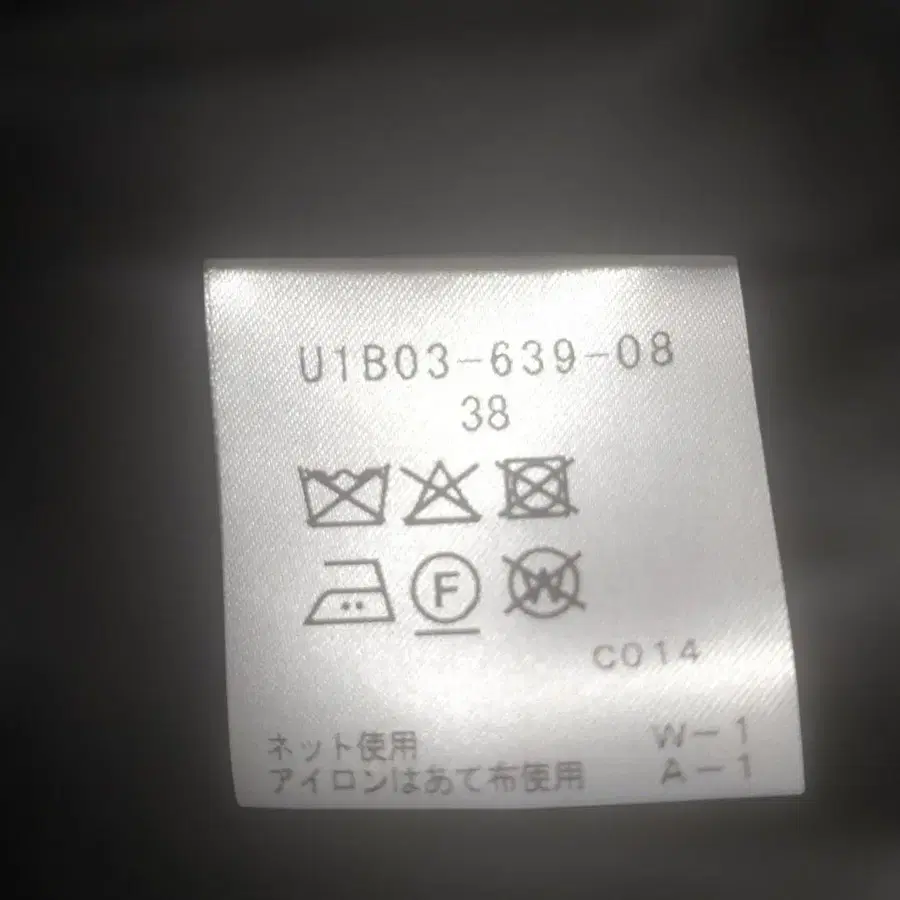 U1B03-639-08
38
F W
C014
ネット使用 W-1
アイロンはあて布使用 A-1